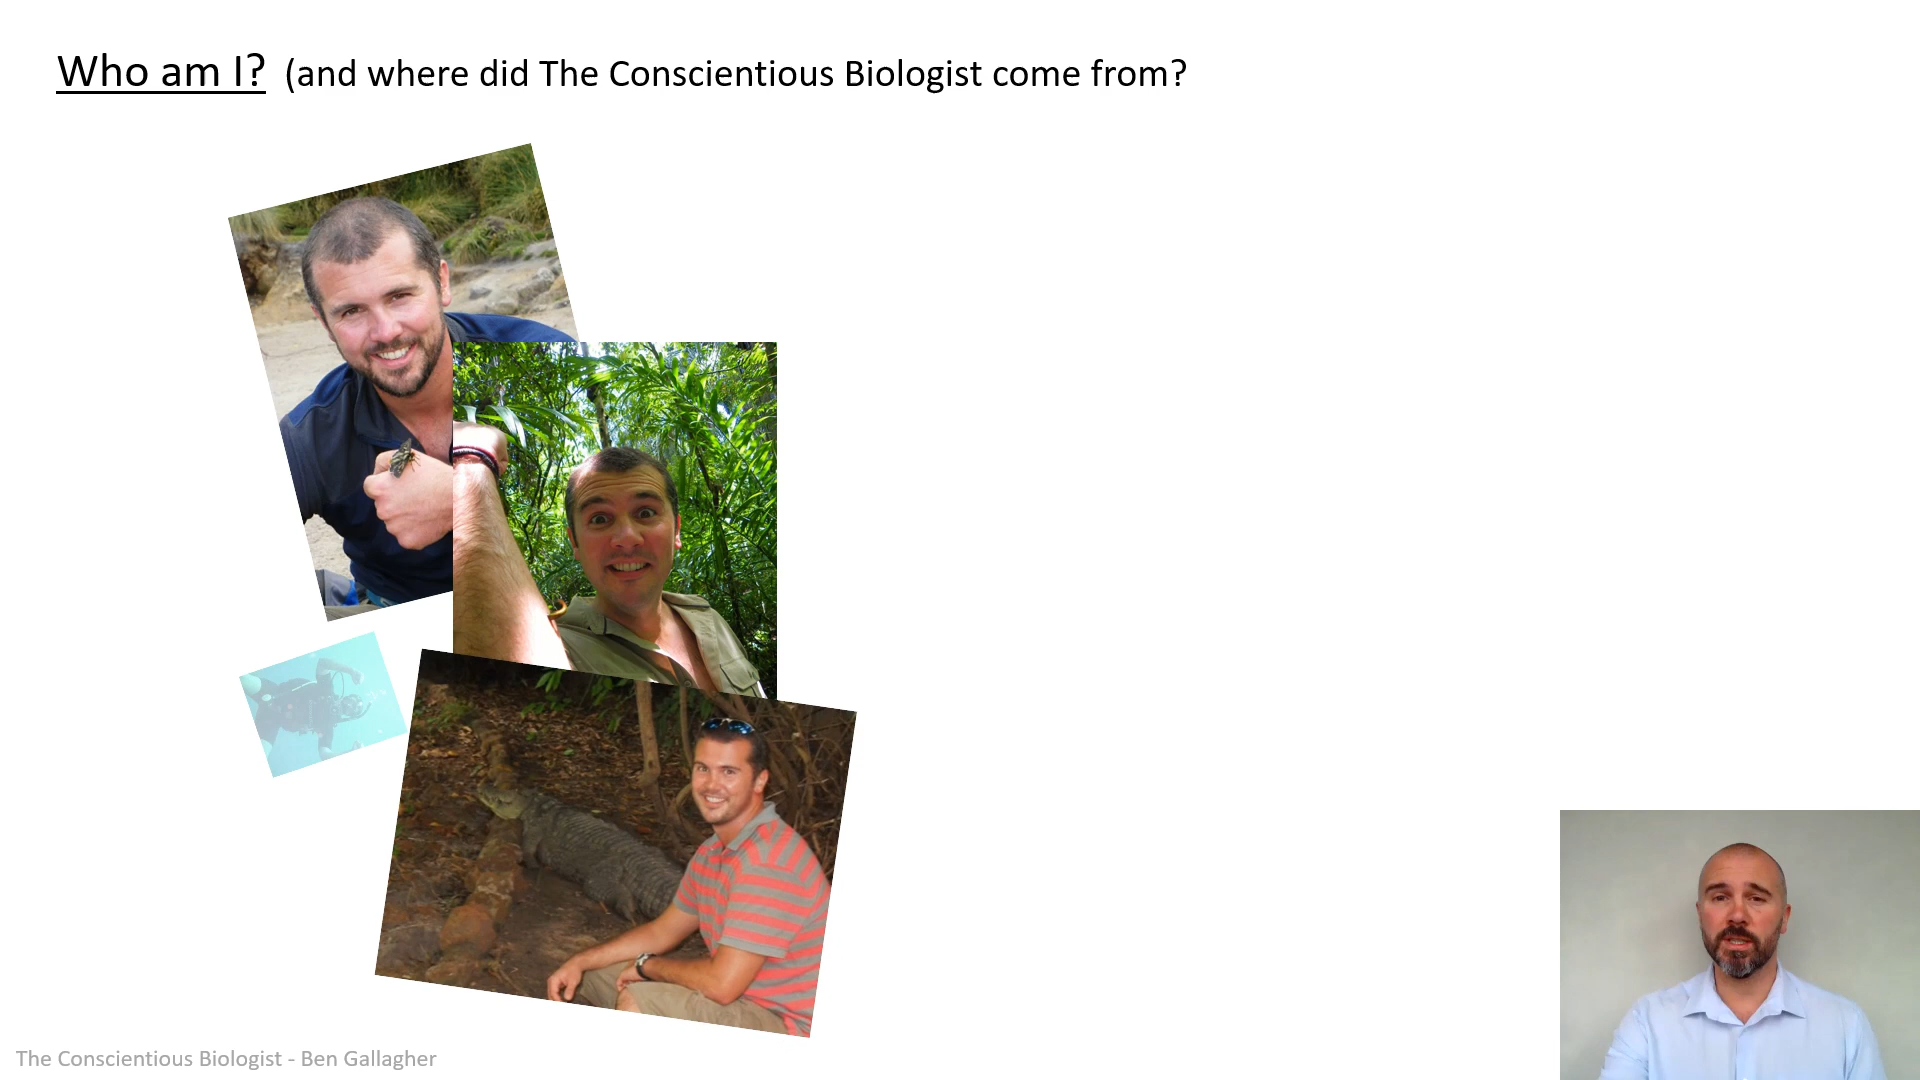 Who am I? (and where did The Conscientious Biologist come from?
The Conscientious Biologist - Ben Gallagher